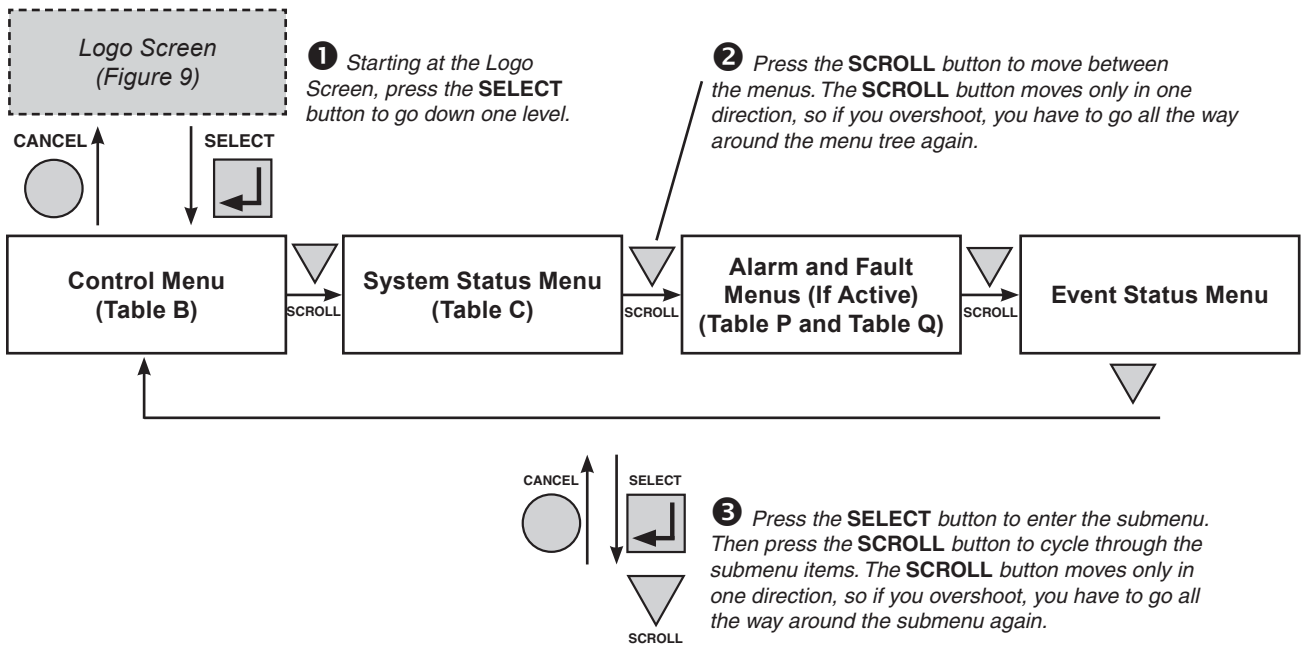 Logo Screen
(Figure 9)
❶ Starting at the Logo
Screen, press the SELECT
button to go down one level.
❷ Press the SCROLL button to move between
the menus. The SCROLL button moves only in one
direction, so if you overshoot, you have to go all the way
around the menu tree again.
CANCEL
SELECT
Control Menu
(Table B)
SCROLL
System Status Menu
(Table C)
SCROLL
Alarm and Fault
Menus (If Active)
(Table P and Table Q)
SCROLL
Event Status Menu
CANCEL
SELECT
SCROLL
❸ Press the SELECT button to enter the submenu.
Then press the SCROLL button to cycle through the
submenu items. The SCROLL button moves only in
one direction, so if you overshoot, you have to go all
the way around the submenu again.